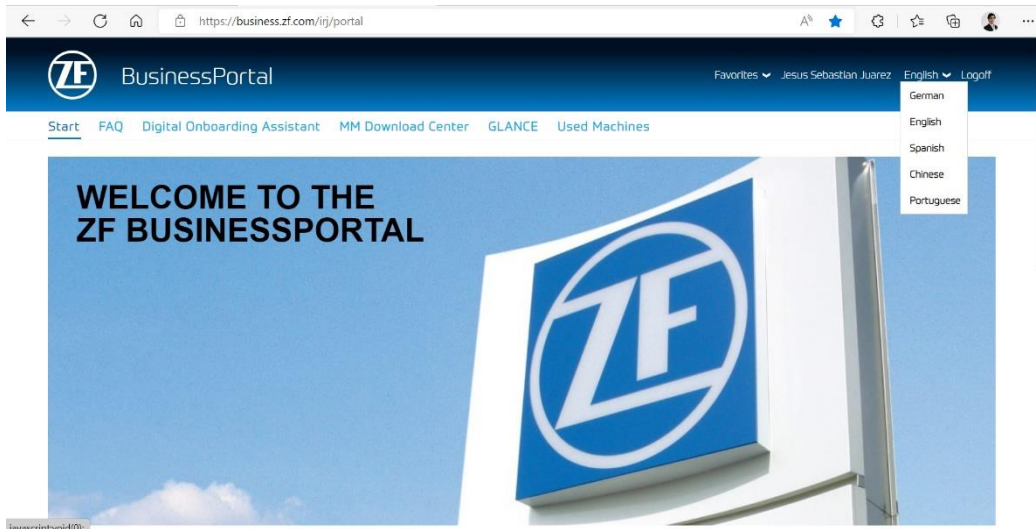 https://business.zf.com/irj/portal
ZF BusinessPortal
Favorites Jesus Sebastian Juarez English Logoff
German
English
Spanish
Chinese
Portuguese
Start FAQ Digital Onboarding Assistant MM Download Center GLANCE Used Machines
WELCOME TO THE
ZF BUSINESSPORTAL
ZF